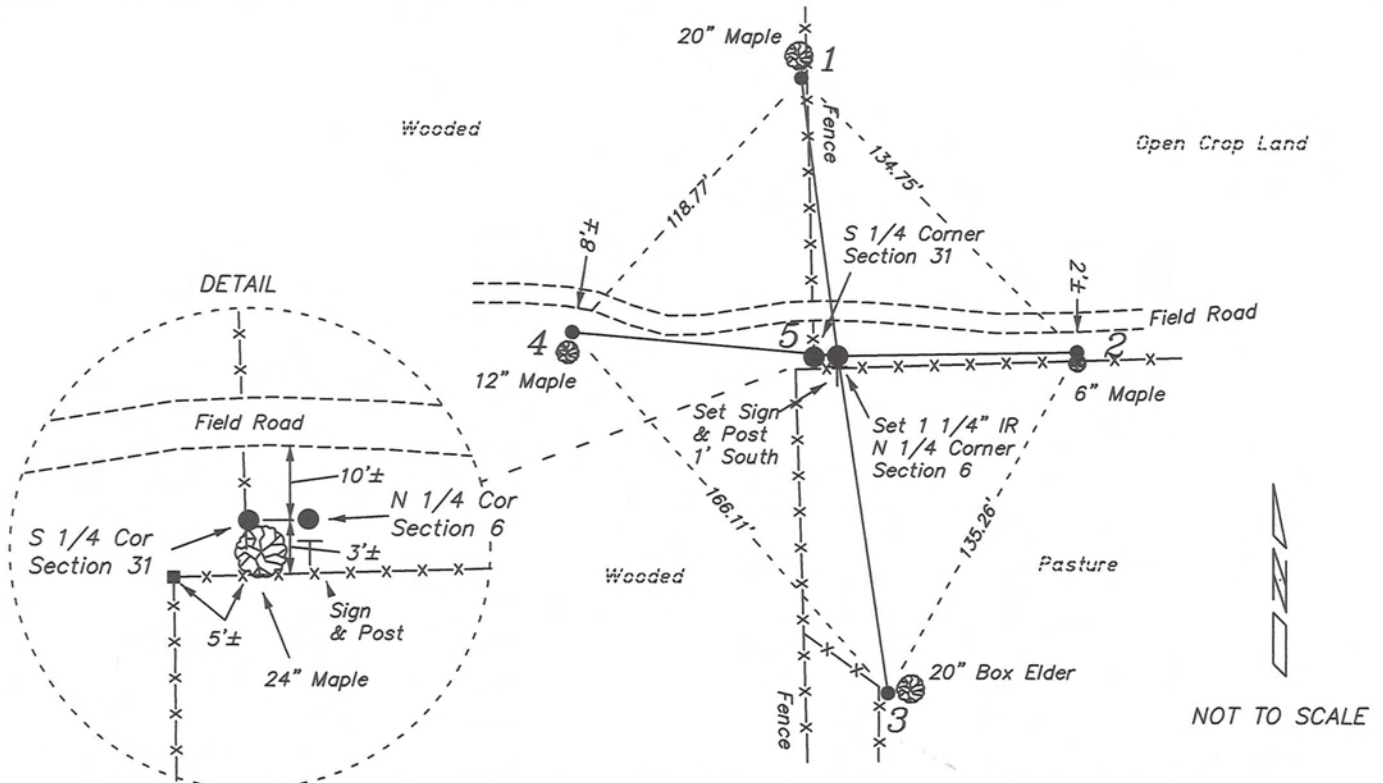 20" Maple
1
Wooded
Fence
Open Crop Land
118.77'
134.75'
S 1/4 Corner
Section 31
2'±
DETAIL
Field Road
5
2
4
12" Maple
6" Maple
Set Sign
& Post
1' South
Set 1 1/4" IR
N 1/4 Corner
Section 6
Field Road
10'±
N 1/4 Cor
Section 6
S 1/4 Cor
Section 31
3'±
166.11'
135.26'
Wooded
Pasture
Sign
& Post
5'±
24" Maple
20" Box Elder
3
Fence
N
NOT TO SCALE